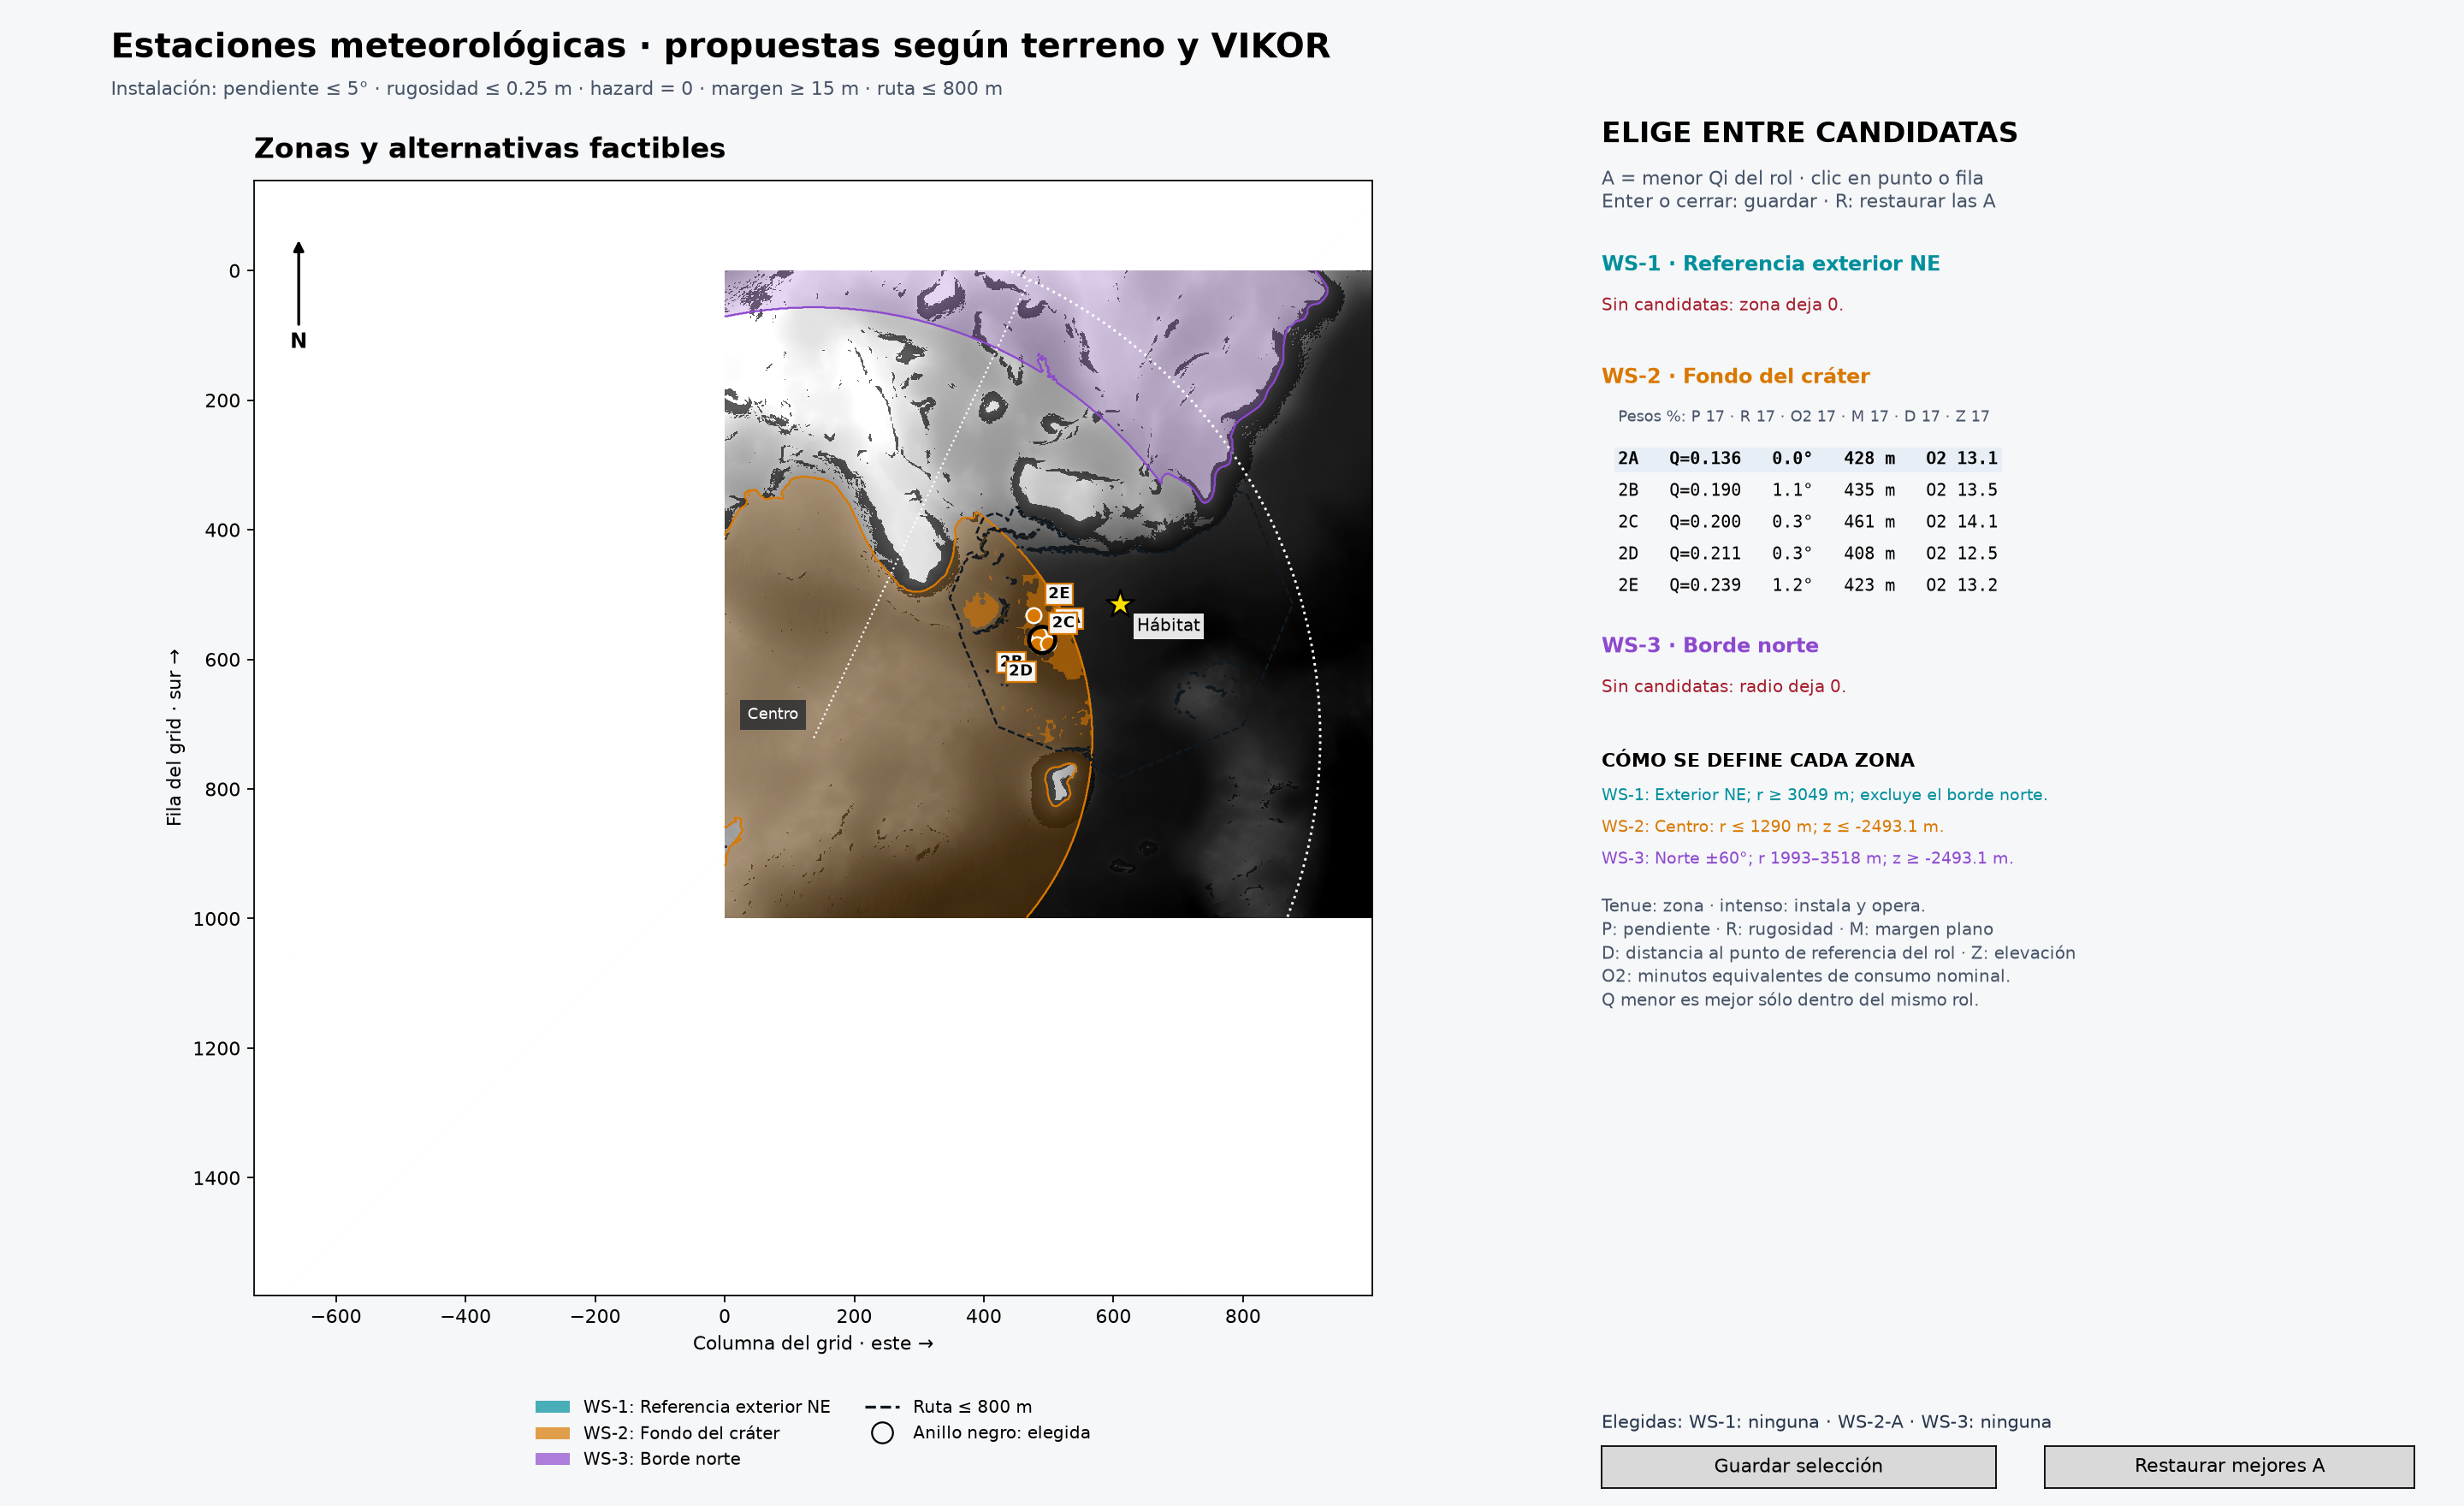 Estaciones meteorológicas · propuestas según terreno y VIKOR
Instalación: pendiente ≤ 5° · rugosidad ≤ 0.25 m · hazard = 0 · margen ≥ 15 m · ruta ≤ 800 m
Zonas y alternativas factibles
N
0
200
400
600
800
1000
1200
1400
Fila del grid · sur →
2E
2C
Hábitat
2D
Centro
−600
−400
−200
0
200
400
600
800
Columna del grid · este →
WS-1: Referencia exterior NE
WS-2: Fondo del cráter
WS-3: Borde norte
Ruta ≤ 800 m
Anillo negro: elegida
ELIGE ENTRE CANDIDATAS
A = menor Qi del rol · clic en punto o fila
Enter o cerrar: guardar · R: restaurar las A
WS-1 · Referencia exterior NE
Sin candidatas: zona deja 0.
WS-2 · Fondo del cráter
Pesos %: P 17 · R 17 · O2 17 · M 17 · D 17 · Z 17
2A Q=0.136 0.0° 428 m O2 13.1
2B Q=0.190 1.1° 435 m O2 13.5
2C Q=0.200 0.3° 461 m O2 14.1
2D Q=0.211 0.3° 408 m O2 12.5
2E Q=0.239 1.2° 423 m O2 13.2
WS-3 · Borde norte
Sin candidatas: radio deja 0.
CÓMO SE DEFINE CADA ZONA
WS-1: Exterior NE; r ≥ 3049 m; excluye el borde norte.
WS-2: Centro: r ≤ 1290 m; z ≤ -2493.1 m.
WS-3: Norte ±60°; r 1993–3518 m; z ≥ -2493.1 m.
Tenue: zona · intenso: instala y opera.
P: pendiente · R: rugosidad · M: margen plano
D: distancia al punto de referencia del rol · Z: elevación
O2: minutos equivalentes de consumo nominal.
Q menor es mejor sólo dentro del mismo rol.
Elegidas: WS-1: ninguna · WS-2-A · WS-3: ninguna
Guardar selección
Restaurar mejores A